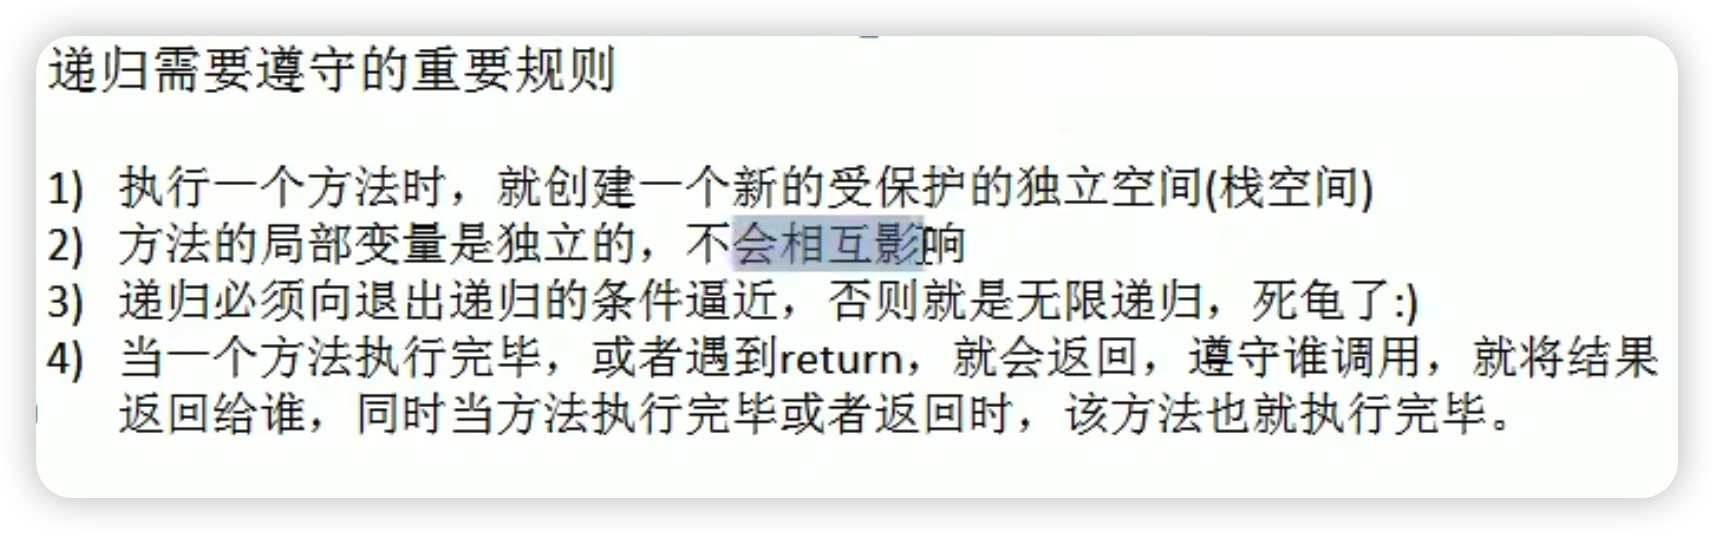 递归需要遵守的重要规则
1) 执行一个方法时，就创建一个新的受保护的独立空间(栈空间)
2) 方法的局部变量是独立的，不会相互影响
3) 递归必须向退出递归的条件逼近，否则就是无限递归，死龟了:)
4) 当一个方法执行完毕，或者遇到return，就会返回，遵守谁调用，就将结果
返回给谁，同时当方法执行完毕或者返回时，该方法也就执行完毕。